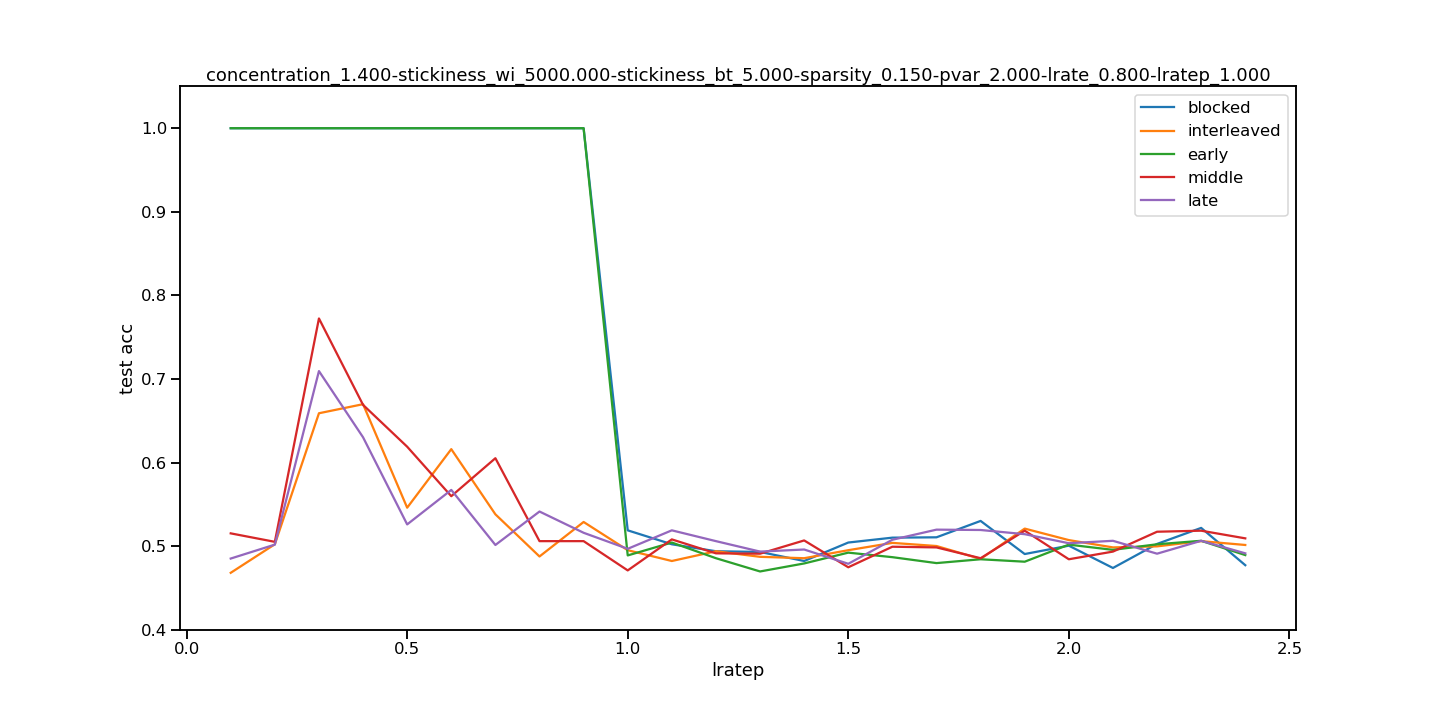 concentration_1.400-stickiness_wi_5000.000-stickiness_bt_5.000-sparsity_0.150-pvar_2.000-lrate_0.800-lratep_1.000
blocked
interleaved
early
middle
late
1.0
0.9
0.8
0.7
0.6
0.5
0.4
test acc
0.0
0.5
1.0
1.5
2.0
2.5
lratep